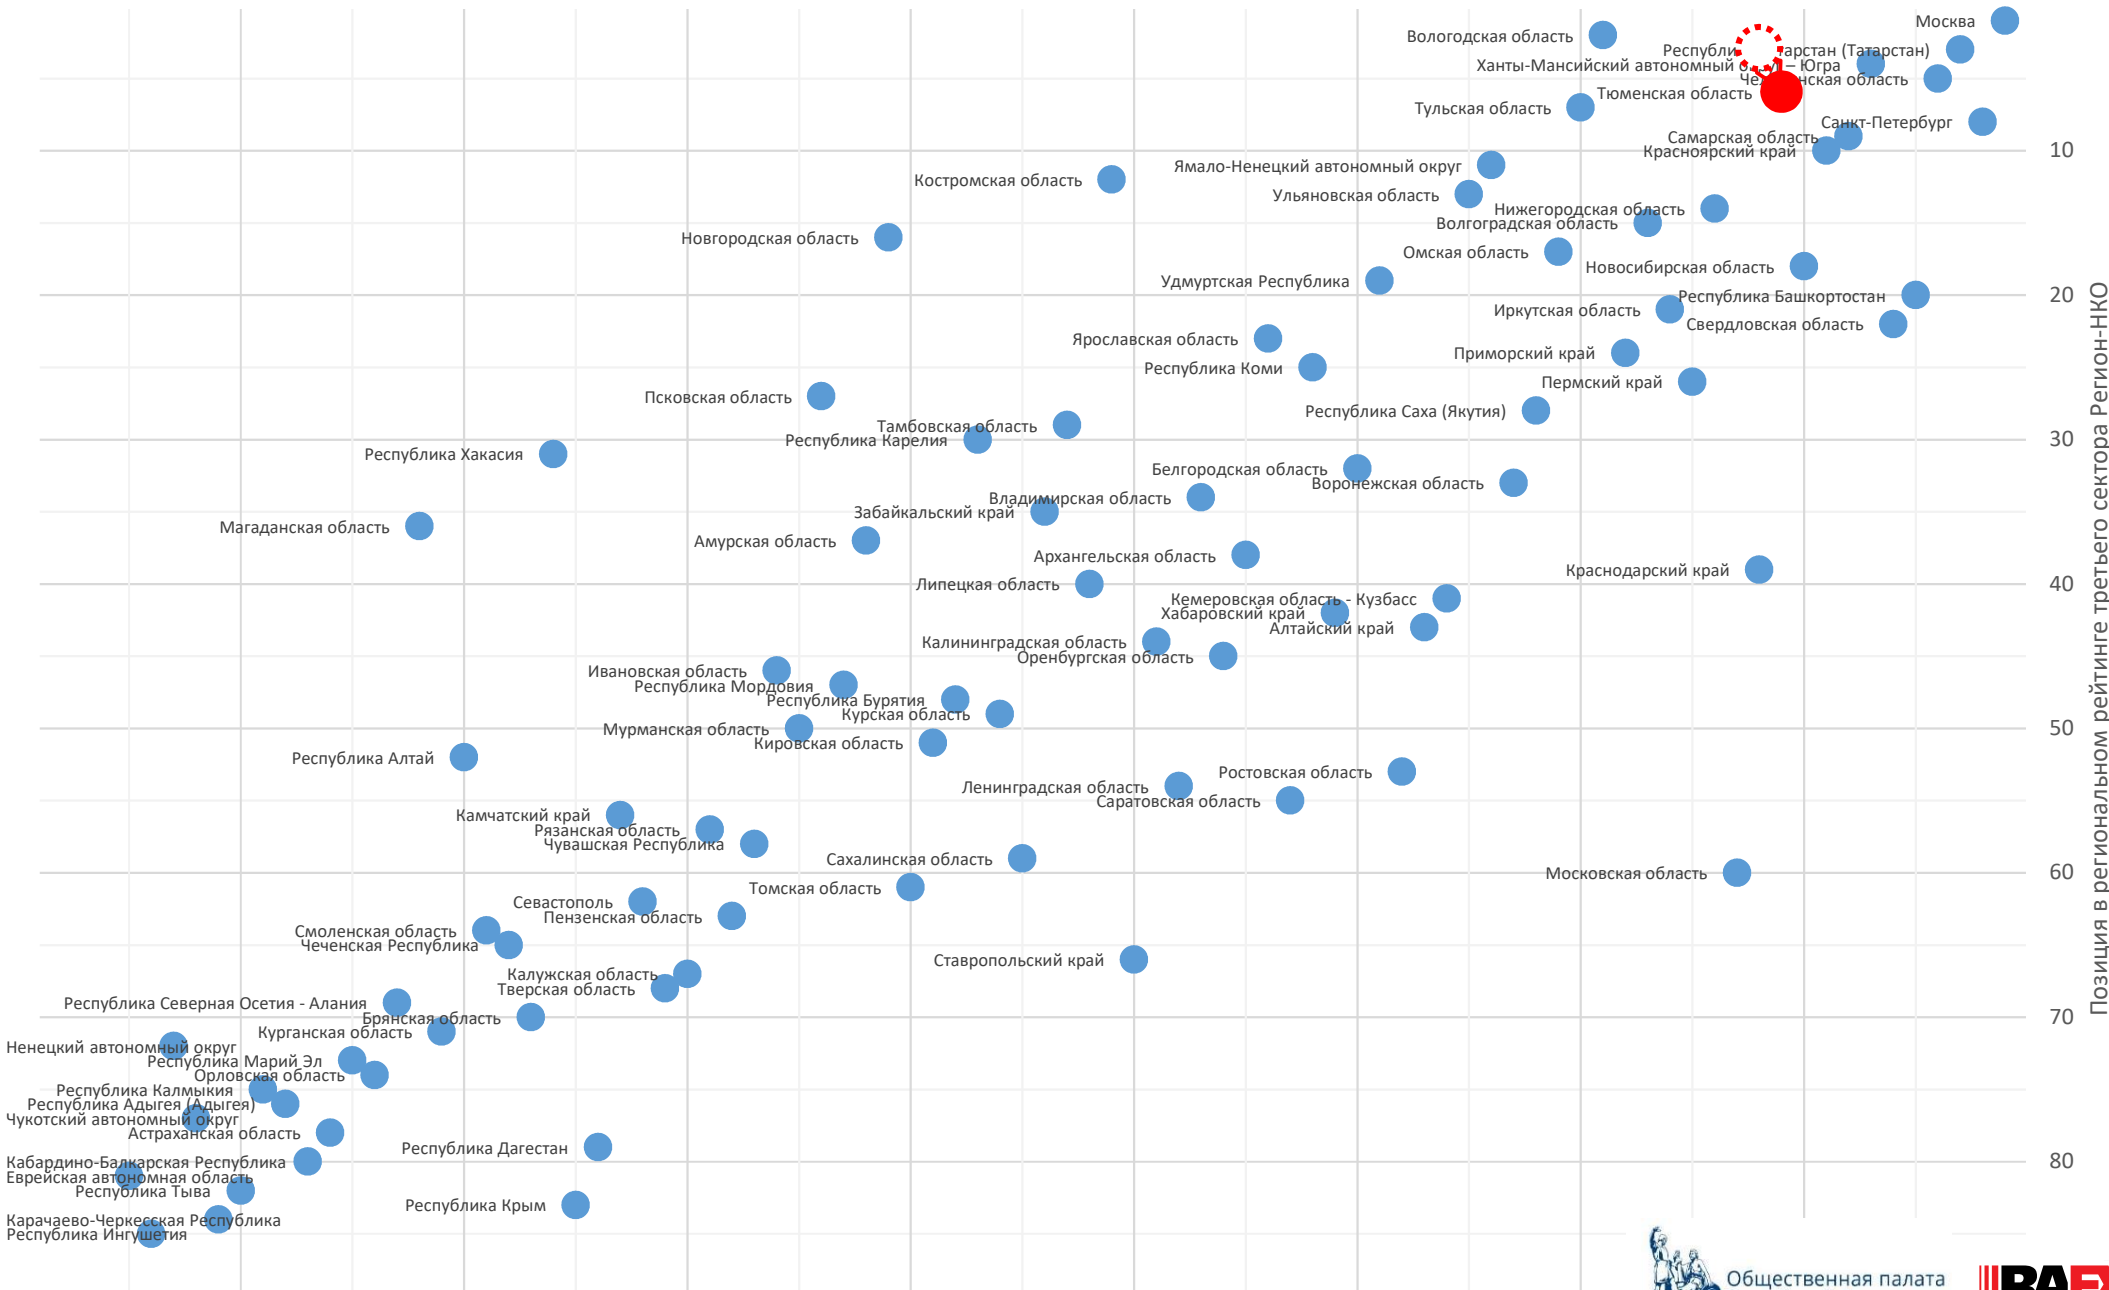 Москва
Вологодская область
Республи тарстан (Татарстан)
Ханты-Мансийский автономный округ – Югра
Че нская область
Тюменская область
Тульская область
Санкт-Петербург
Самарская область
Красноярский край
10
Ямало-Ненецкий автономный округ
Костромская область
Ульяновская область
Нижегородская область
Волгоградская область
Новгородская область
Омская область
Новосибирская область
Удмуртская Республика
Республика Башкортостан
20
Иркутская область
Свердловская область
Ярославская область
Приморский край
Республика Коми
Пермский край
Псковская область
Республика Саха (Якутия)
Тамбовская область
Республика Карелия
30
Республика Хакасия
Белгородская область
Воронежская область
Владимирская область
Забайкальский край
Магаданская область
Амурская область
Архангельская область
Краснодарский край
Липецкая область
40
Кемеровская область - Кузбасс
Хабаровский край
Алтайский край
Калининградская область
Оренбургская область
Ивановская область
Республика Мордовия
Республика Бурятия
Курская область
Мурманская область
50
Кировская область
Республика Алтай
Ростовская область
Ленинградская область
Саратовская область
Камчатский край
Рязанская область
Чувашская Республика
Сахалинская область
Московская область
60
Томская область
Севастополь
Пензенская область
Смоленская область
Чеченская Республика
Ставропольский край
Калужская область
Тверская область
Республика Северная Осетия - Алания
Брянская область
70
Курганская область
Ненецкий автономный округ
Республика Марий Эл
Орловская область
Республика Калмыкия
Республика Адыгея (Адыгея)
Чукотский автономный округ
Астраханская область
Республика Дагестан
Кабардино-Балкарская Республика
80
Еврейская автономная область
Республика Тыва
Республика Крым
Карачаево-Черкесская Республика
Республика Ингушетия
Позиция в региональном рейтинге третьего сектора Регион-НКО
Общественная палата